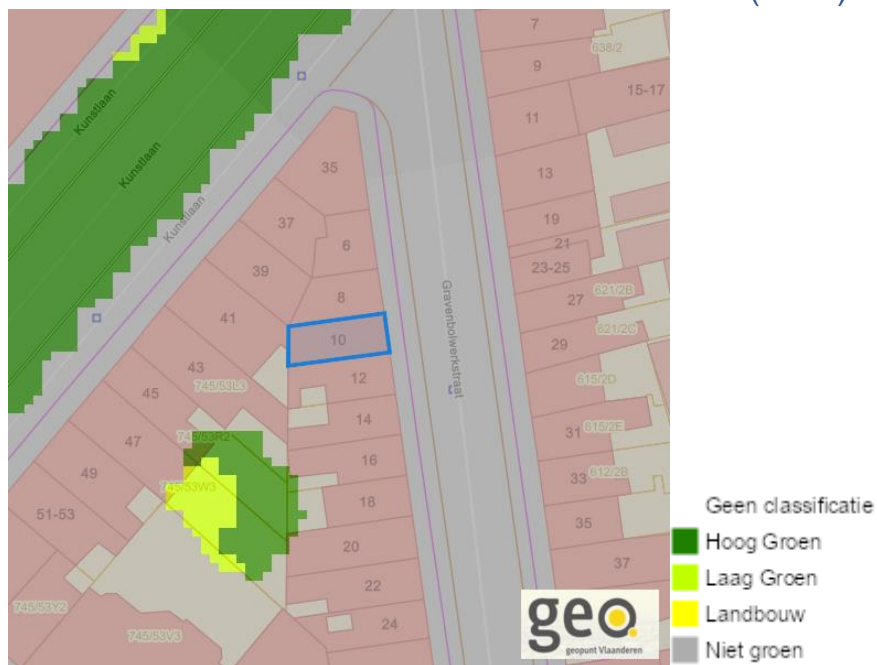 7
638/2
9
15-17
11
Kunstlaan
Kunstlaan
Kunstlaan
35
13
37
6
19
21
39
23-25
8
27
621/2B
41
10
Gravenbolwerkstraat
29
621/2C
43
745/53L3
12
615/2D
45
14
47
745/53R2
31
615/2E
49
16
745/53W3
33
612/2B
51-53
18
35
20
37
22
745/53Y2
24
745/53V3
geo
geopunt Vlaanderen
Geen classificatie
Hoog Groen
Laag Groen
Landbouw
Niet groen